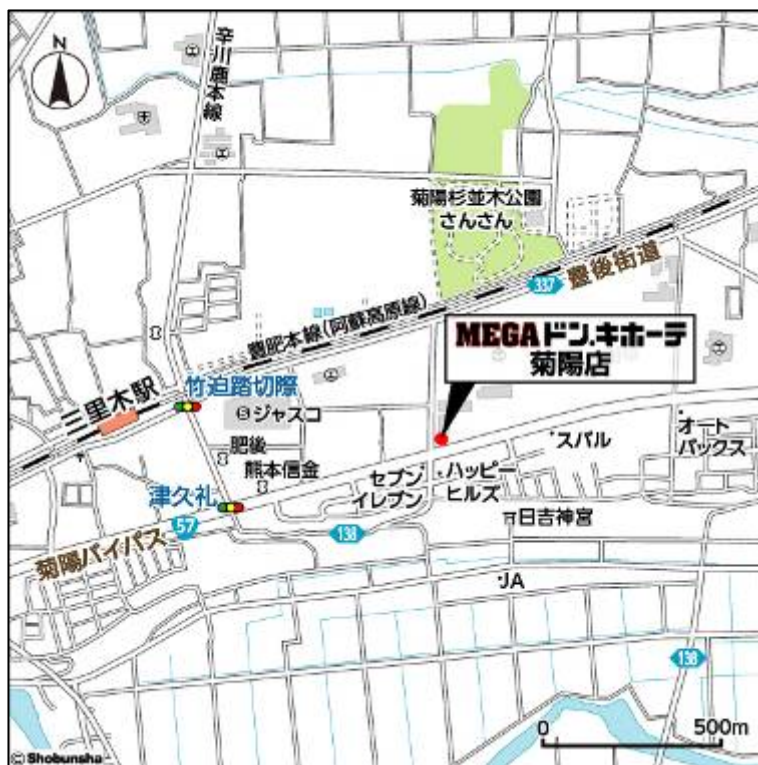 N
辛川鹿本線
菊陽杉並木公園
さんさん
豊後街道
337
豊肥本線(阿蘇高原線)
MEGAドン.キホーテ
菊陽店
三里木駅
竹迫踏切際
ジャスコ
肥後
熊本信金
セブン
イレブン
ハッピー
ヒルズ
スバル
オート
バックス
津久礼
57
菊陽バイパス
138
日吉神宮
JA
138
0
500m
© Shobunsha